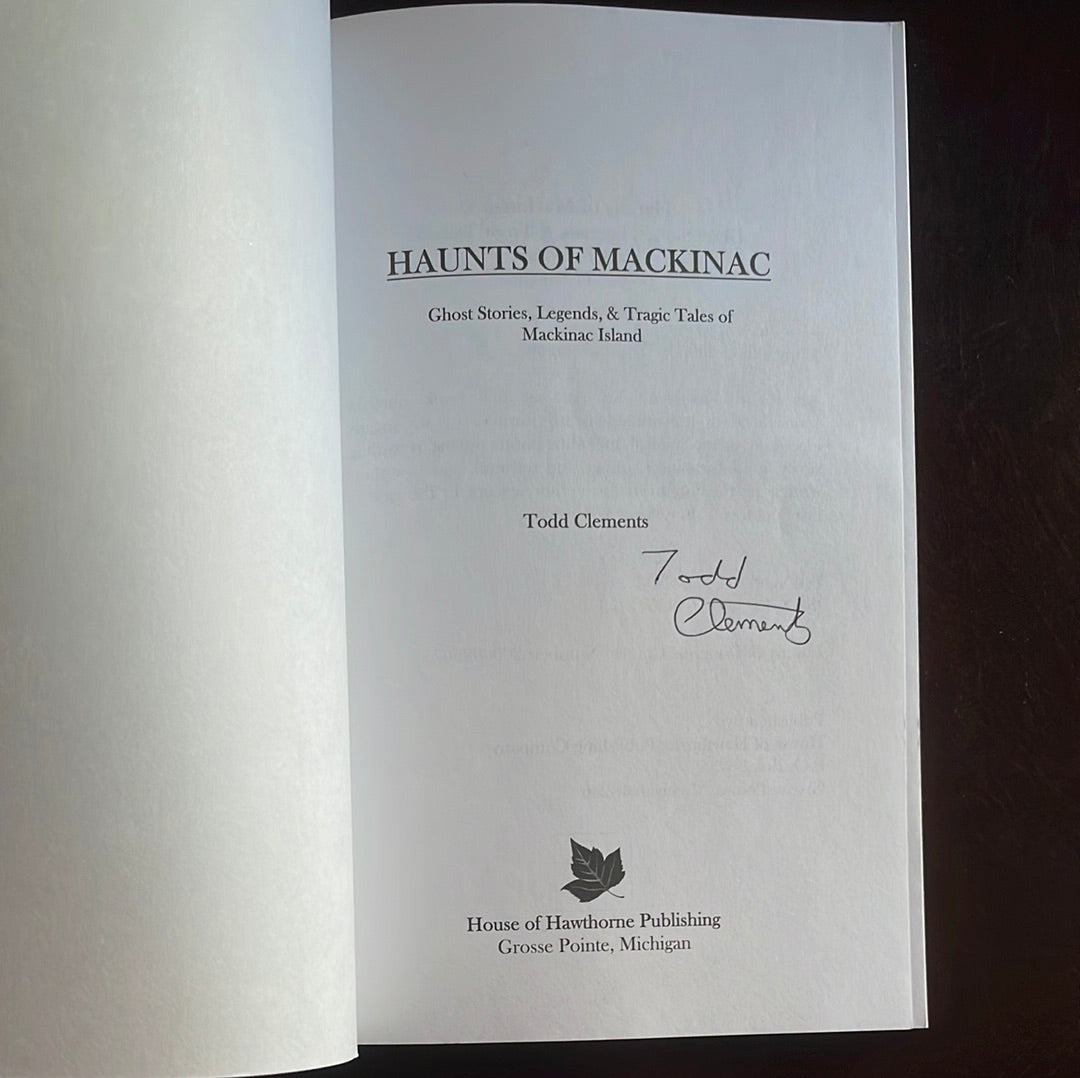 HAUNTS OF MACKINAC
Ghost Stories, Legends, & Tragic Tales of
Mackinac Island
Todd Clements
Todd
Clements
House of Hawthorne Publishing
Grosse Pointe, Michigan